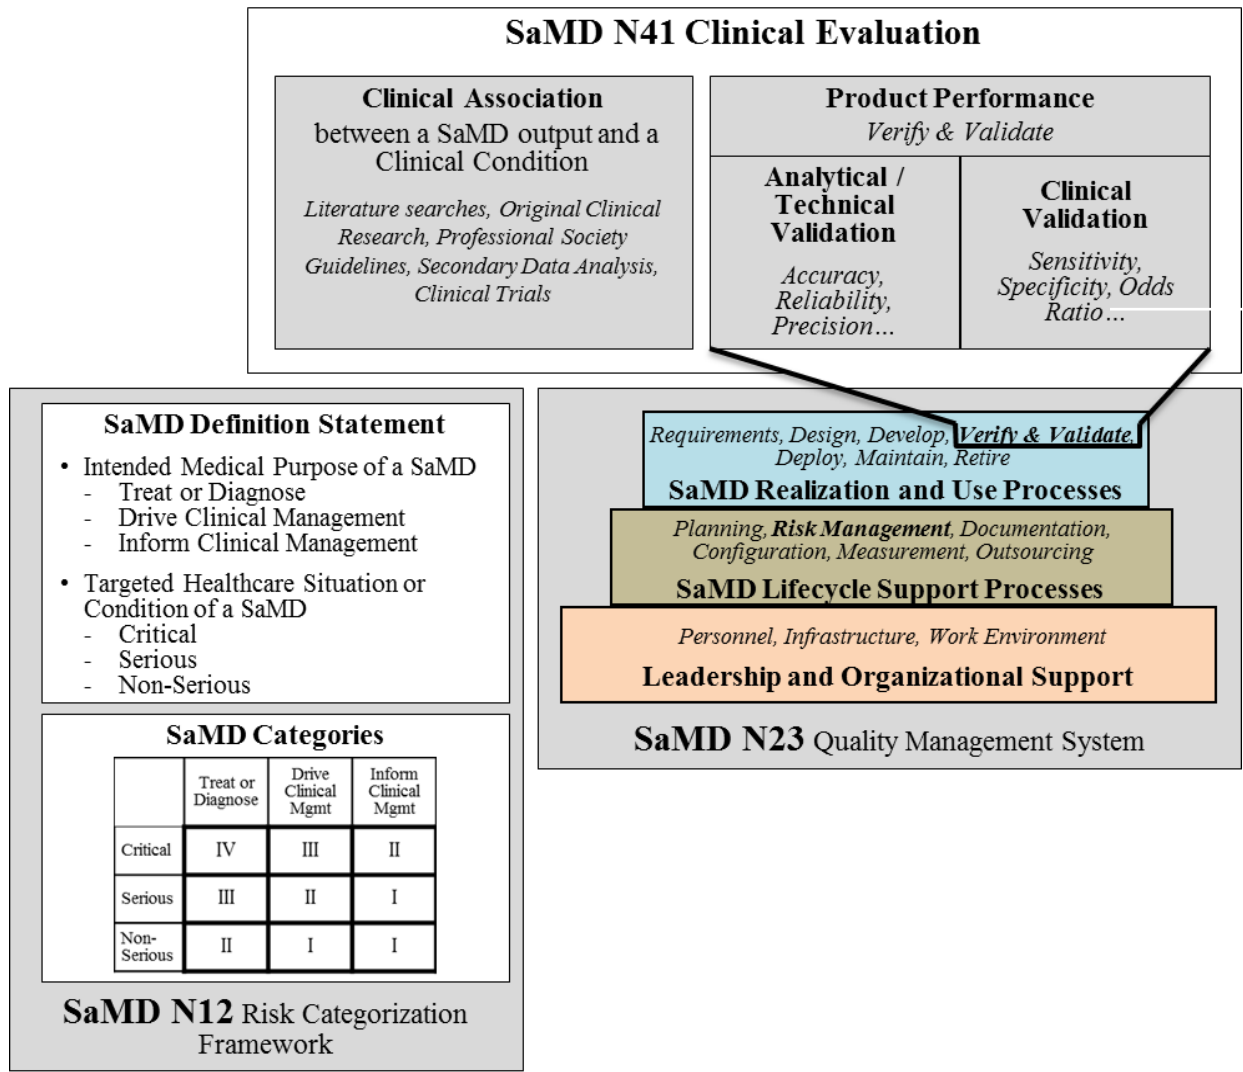 SaMD N41 Clinical Evaluation
Clinical Association
between a SaMD output and a
Clinical Condition
Literature searches, Original Clinical
Research, Professional Society
Guidelines, Secondary Data Analysis,
Clinical Trials
Product Performance
Verify & Validate
Analytical /
Technical
Validation
Accuracy,
Reliability,
Precision…
Clinical
Validation
Sensitivity,
Specificity, Odds
Ratio…
SaMD Definition Statement
• Intended Medical Purpose of a SaMD
- Treat or Diagnose
- Drive Clinical Management
- Inform Clinical Management
• Targeted Healthcare Situation or
Condition of a SaMD
- Critical
- Serious
- Non-Serious
SaMD Categories
Treat or
Diagnose
Drive
Clinical
Mgmt
Inform
Clinical
Mgmt
Critical IV III II
Serious III II I
Non-
Serious II I I
SaMD N12 Risk Categorization
Framework
Requirements, Design, Develop, Verify & Validate,
Deploy, Maintain, Retire
SaMD Realization and Use Processes
Planning, Risk Management, Documentation,
Configuration, Measurement, Outsourcing
SaMD Lifecycle Support Processes
Personnel, Infrastructure, Work Environment
Leadership and Organizational Support
SaMD N23 Quality Management System